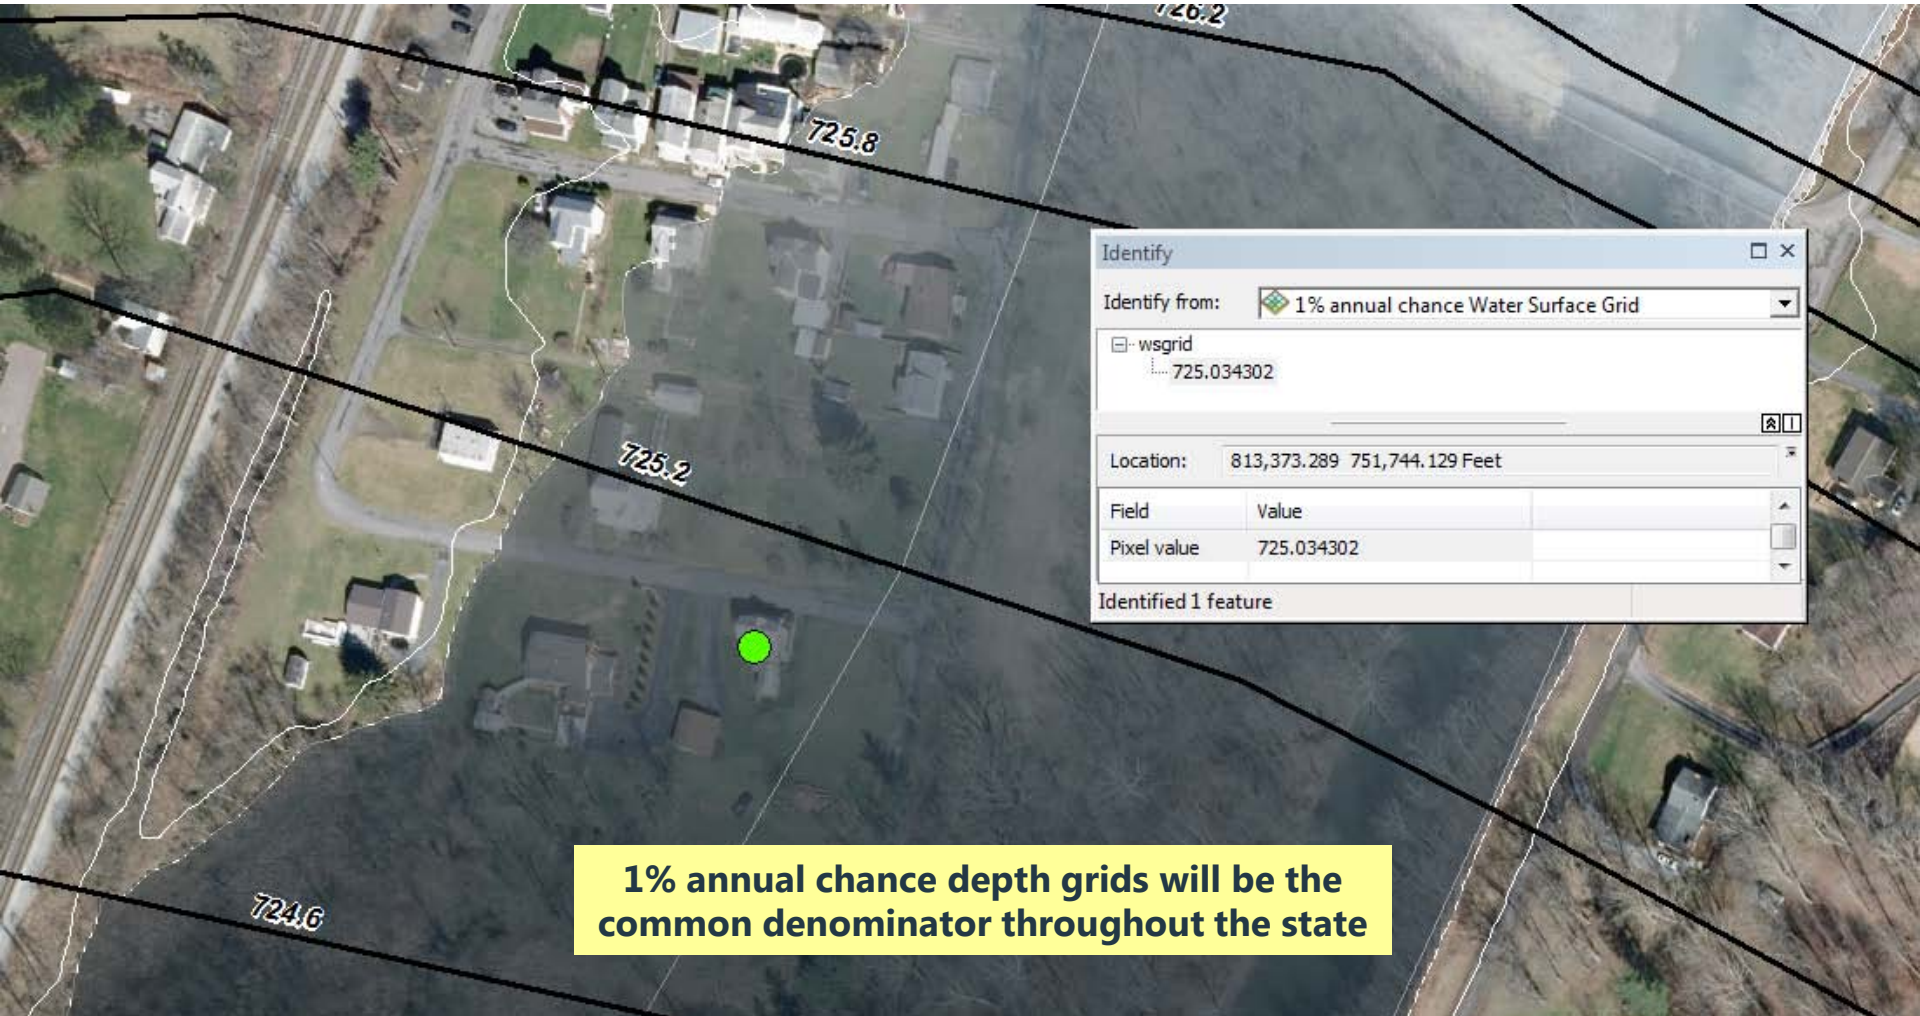 726.2
725.8
Identify
Identify from: 1% annual chance Water Surface Grid
wsgrid
725.034302
Location: 813,373.289 751,744.129 Feet
Field Value
Pixel value 725.034302
Identified 1 feature
725.2
1% annual chance depth grids will be the
common denominator throughout the state
724.6